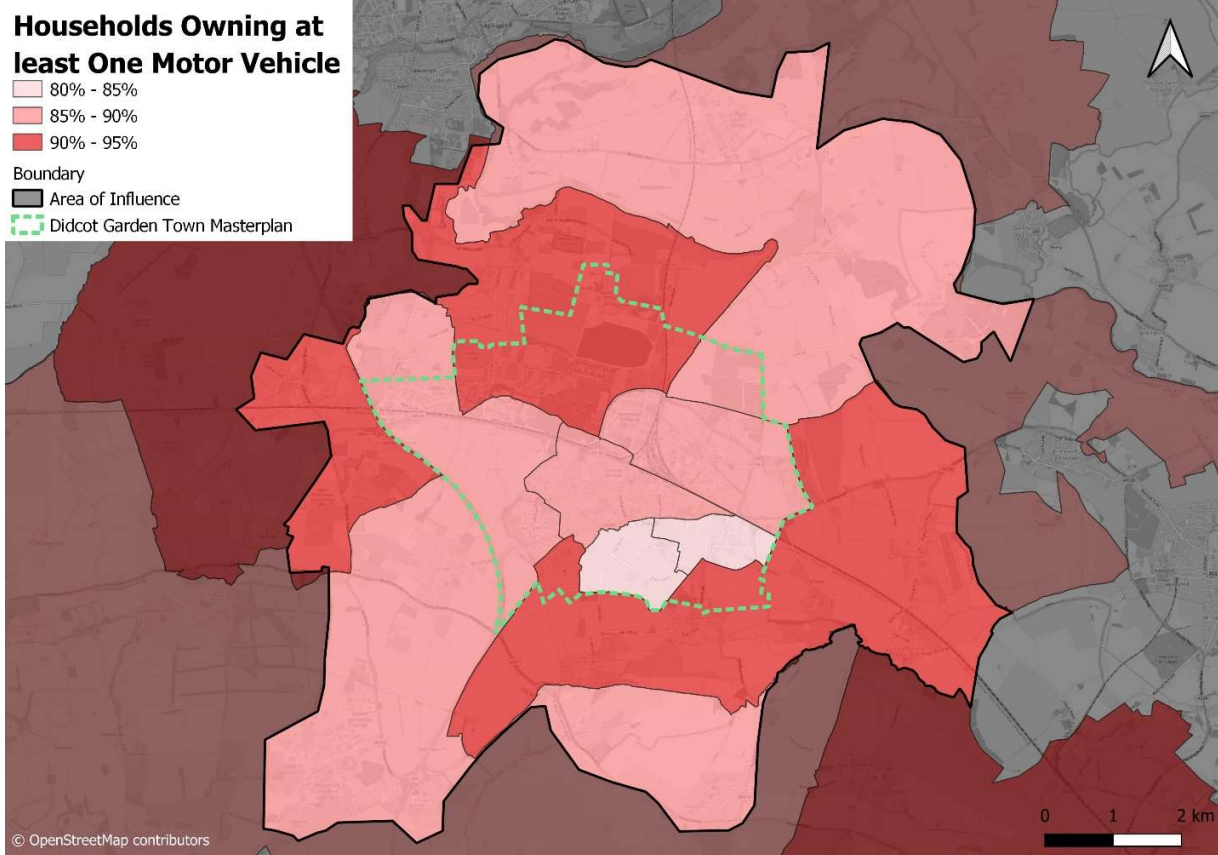 Households Owning at
least One Motor Vehicle
80% - 85%
85% - 90%
90% - 95%
Boundary
Area of Influence
Didcot Garden Town Masterplan
0 1 2 km
© OpenStreetMap contributors